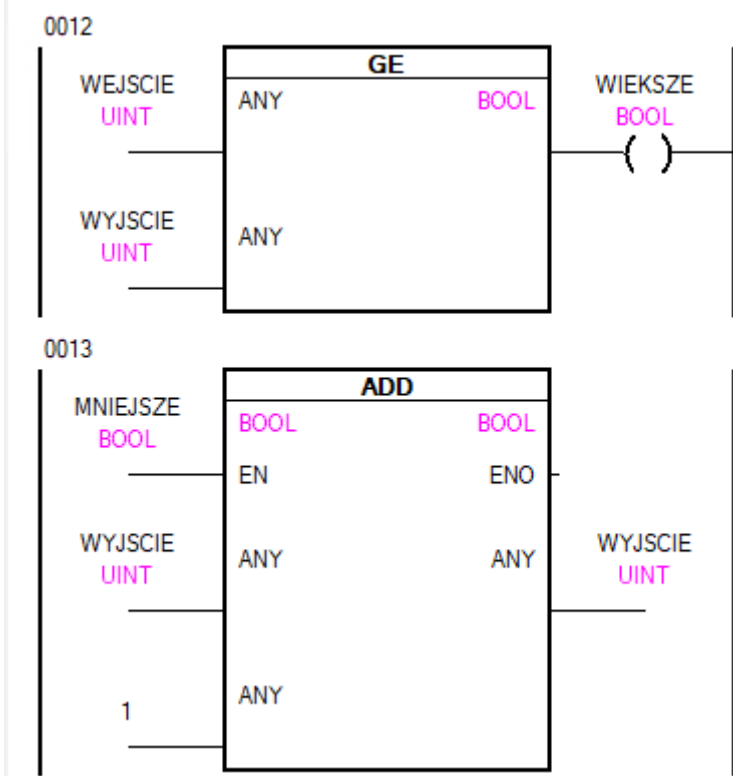 0012
GE
WEJSCIE
UINT
ANY
BOOL
WIEKSZE
BOOL
( )
WYJSCIE
UINT
ANY
0013
ADD
MNIEJSZE
BOOL
BOOL
BOOL
EN
ENO
WYJSCIE
UINT
ANY
ANY
WYJSCIE
UINT
1
ANY